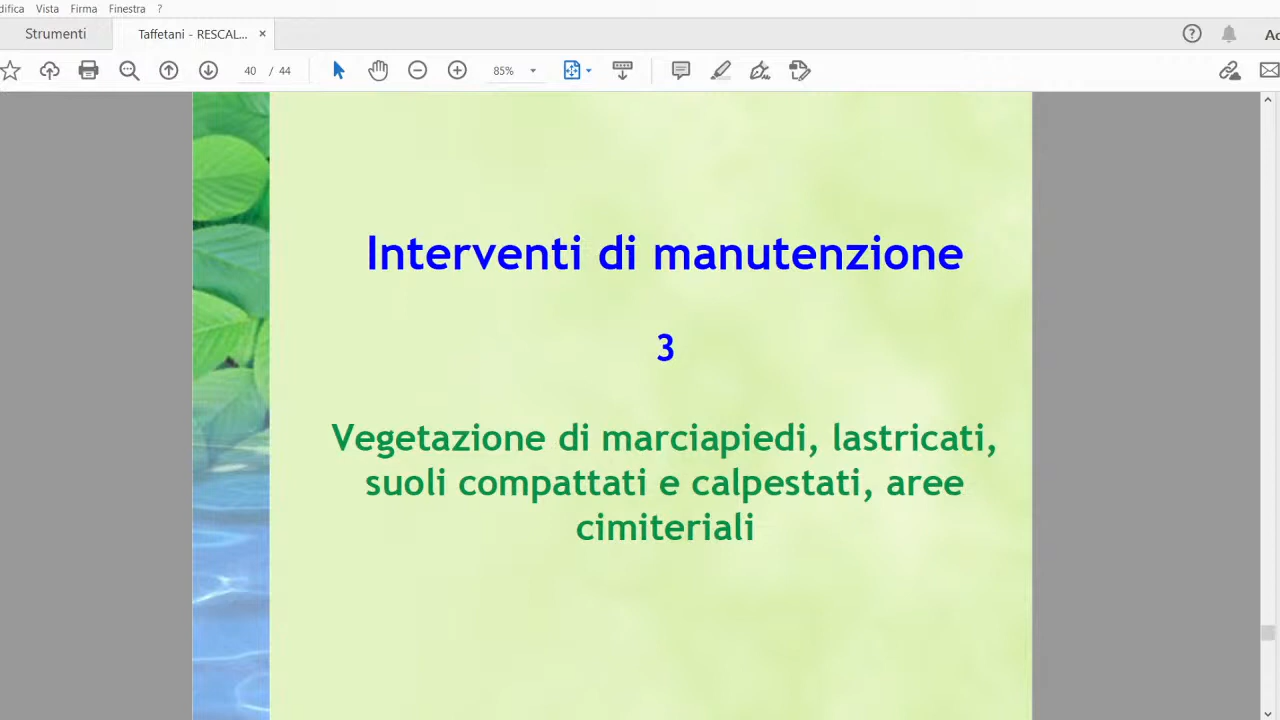 difica Vista Firma Finestra ?
Strumenti Taffetani - RESCAL... ×
40 / 44 85%
Interventi di manutenzione
3
Vegetazione di marciapiedi, lastricati,
suoli compattati e calpestati, aree
cimiteriali